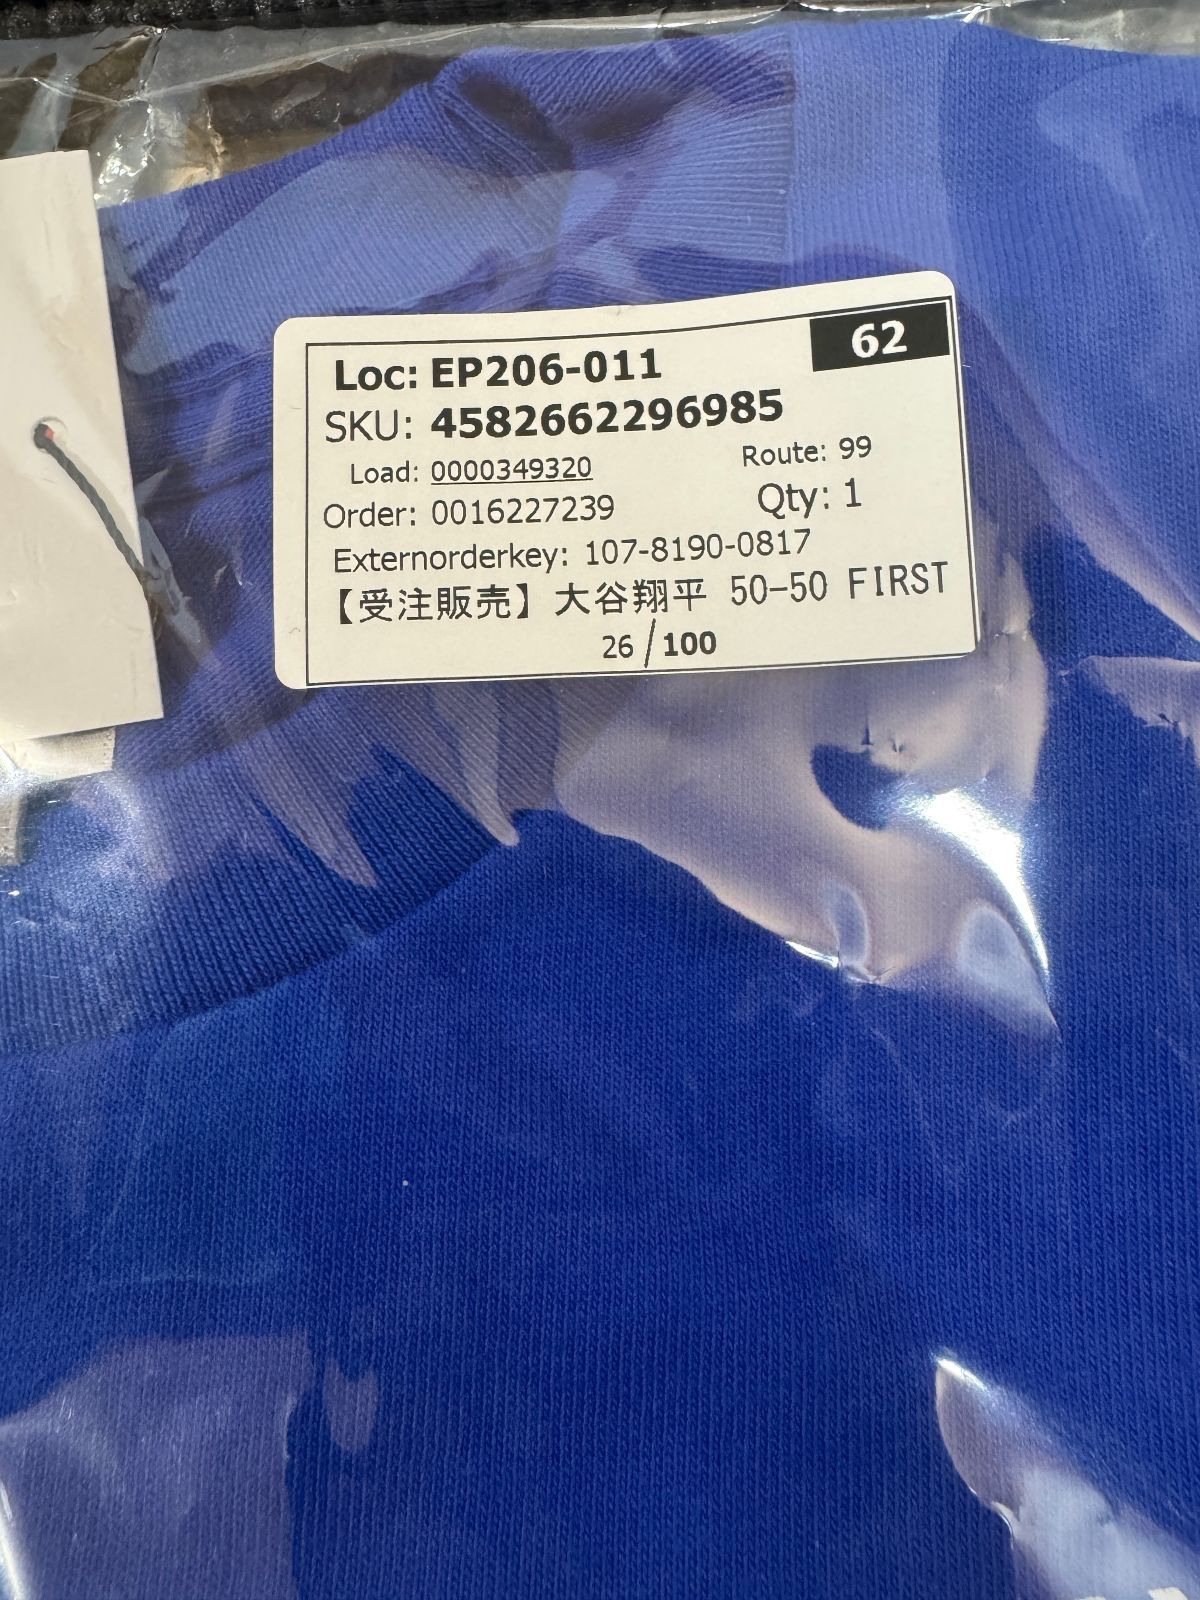 62
Loc: EP206-011
SKU: 4582662296985
Load: 0000349320 Route: 99
Order: 0016227239 Qty: 1
Externorderkey: 107-8190-0817
【受注販売】大谷翔平 50-50 FIRST
26 / 100